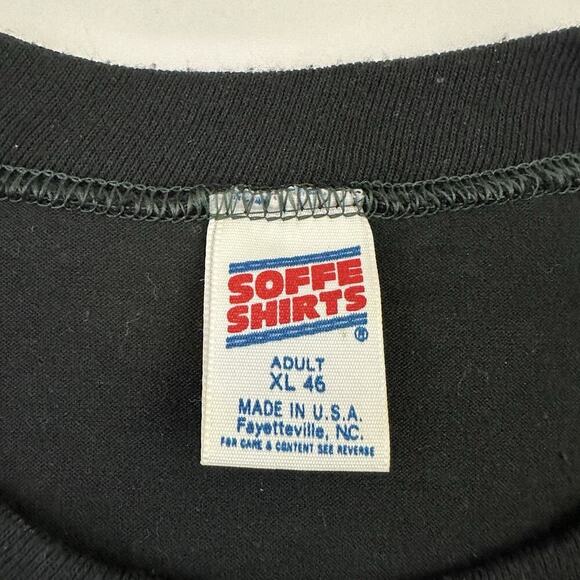 SOFFE
SHIRTS
®
ADULT
XL 46
MADE IN U.S.A.
Fayetteville, NC.
FOR CARE & CONTENT SEE REVERSE